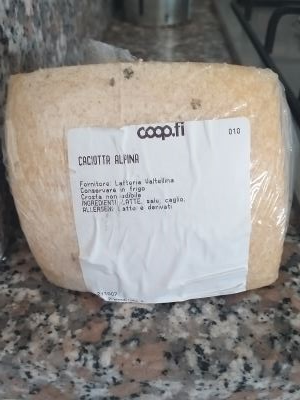 coop.fi
010
CACIOTTA ALPINA
Fornitore: Latteria Valtellina
Conservare in frigo
Crosta non edibile
INGREDIENTI: LATTE, sale, caglio.
ALLERGENI: Latte e derivati